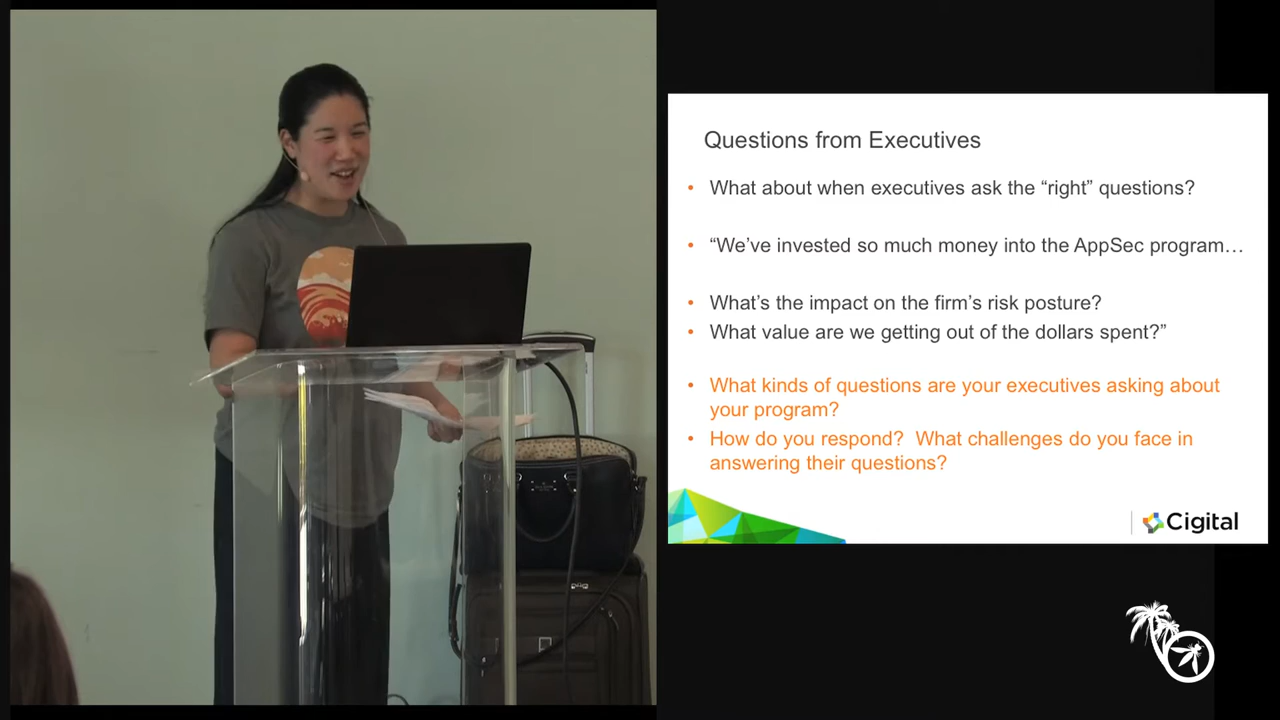 Questions from Executives
• What about when executives ask the “right” questions?
• “We’ve invested so much money into the AppSec program…
• What’s the impact on the firm’s risk posture?
• What value are we getting out of the dollars spent?”
• What kinds of questions are your executives asking about
your program?
• How do you respond?  What challenges do you face in
answering their questions?
Cigital